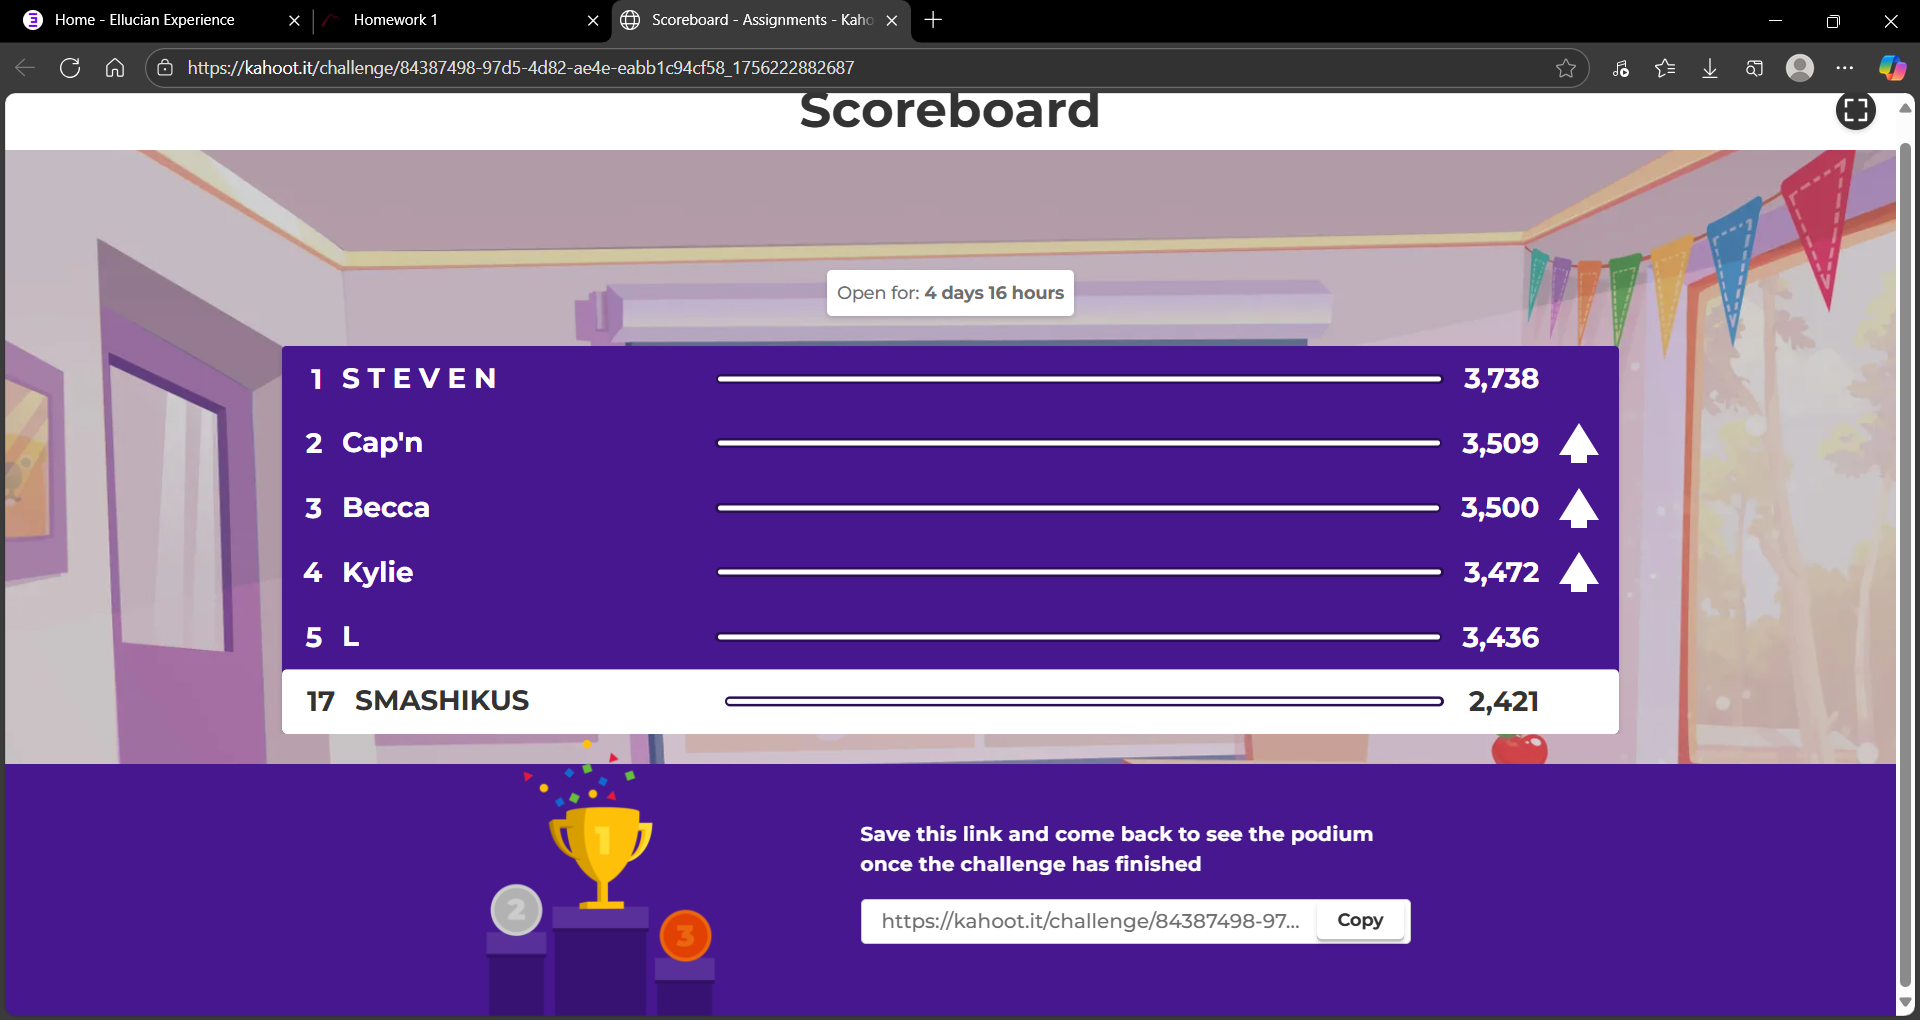 Home - Ellucian Experience
Homework 1
Scoreboard - Assignments - Kaho
https://kahoot.it/challenge/84387498-97d5-4d82-ae4e-eabb1c94cf58_1756222882687
Scoreboard
Open for: 4 days 16 hours
1 S T E V E N 3,738
2 Cap'n 3,509
3 Becca 3,500
4 Kylie 3,472
5 L 3,436
17 SMASHIKUS 2,421
1
2
3
Save this link and come back to see the podium
once the challenge has finished
https://kahoot.it/challenge/84387498-97... Copy